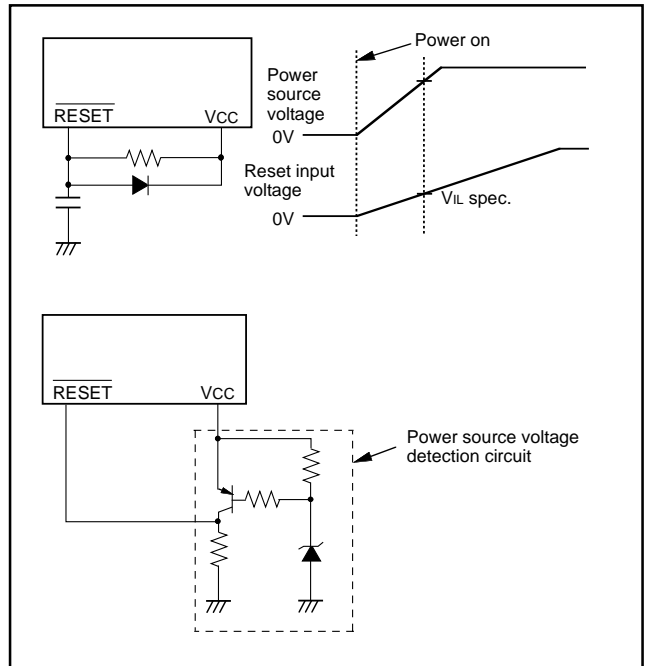 Power on
Power
source
voltage
0V
RESET
VCC
Reset input
voltage
0V
VIL spec.
RESET
VCC
Power source voltage
detection circuit